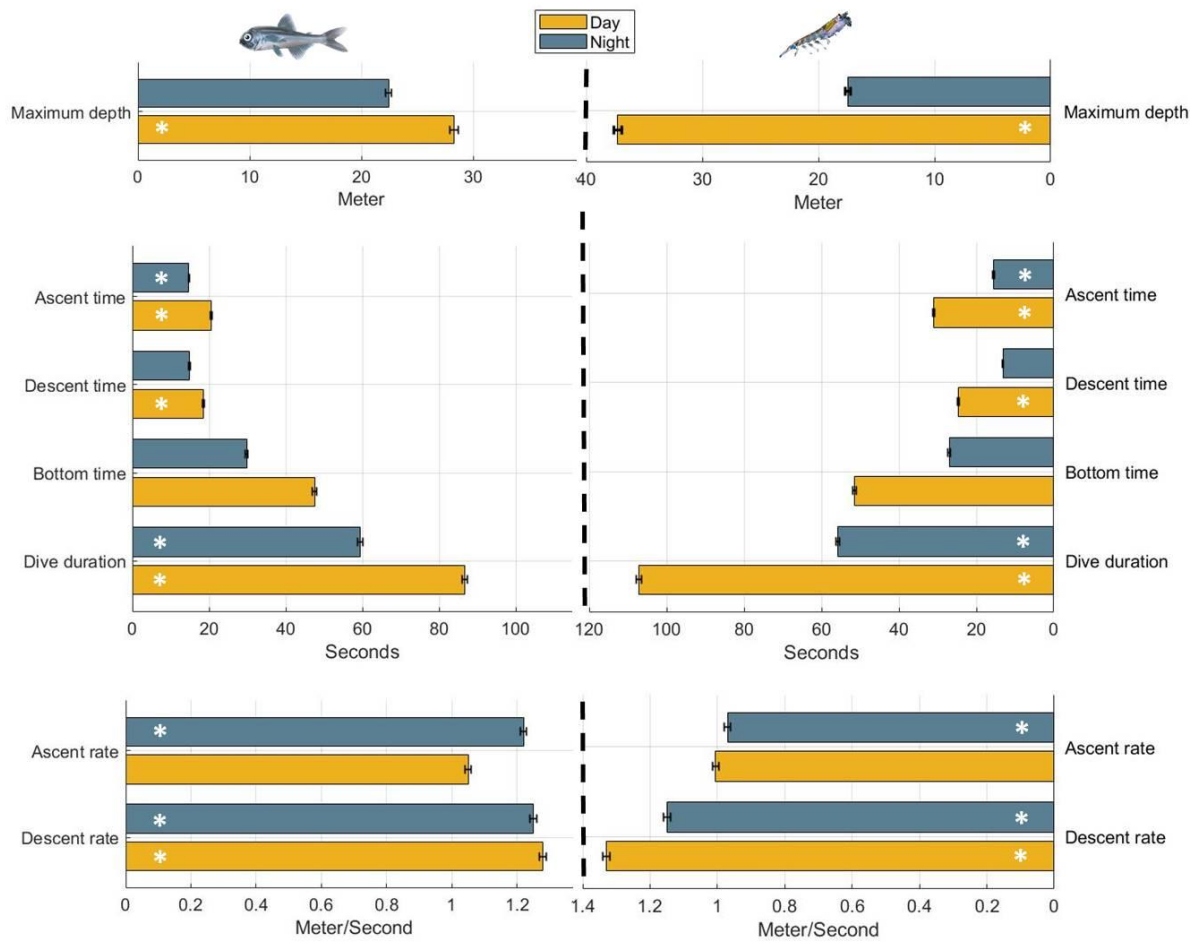 Day
Night
Maximum depth
*
0 10 20 30
Meter
* Maximum depth
40 30 20 10 0
Meter
Ascent time *
*
Descent time
*
Bottom time
Dive duration *
*
0 20 40 60 80 100
Seconds
* Ascent time
*
Descent time
*
Bottom time
* Dive duration
*
120 100 80 60 40 20 0
Seconds
Ascent rate *
Descent rate *
*
0 0.2 0.4 0.6 0.8 1 1.2
Meter/Second
* Ascent rate
* Descent rate
*
1.4 1.2 1 0.8 0.6 0.4 0.2 0
Meter/Second